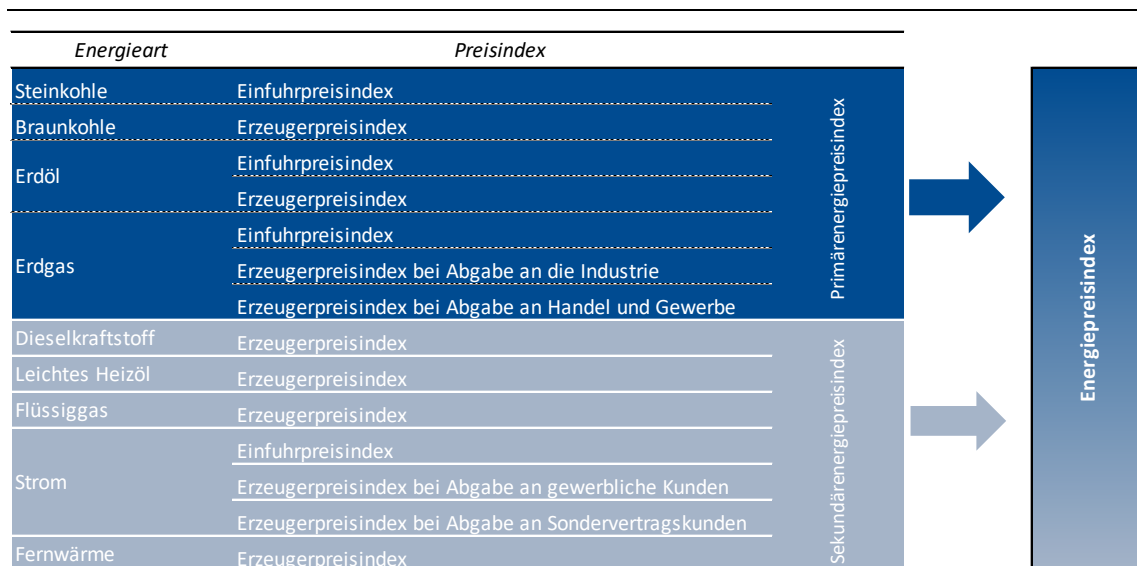 Energieart Preisindex
Steinkohle Einfuhrpreisindex
Braunkohle Erzeugerpreisindex
Erdöl
Einfuhrpreisindex
Erzeugerpreisindex
Erdgas
Einfuhrpreisindex
Erzeugerpreisindex bei Abgabe an die Industrie
Erzeugerpreisindex bei Abgabe an Handel und Gewerbe
Primärenergiepreisindex
Dieselkraftstoff Erzeugerpreisindex
Leichtes Heizöl Erzeugerpreisindex
Flüssiggas Erzeugerpreisindex
Strom
Einfuhrpreisindex
Erzeugerpreisindex bei Abgabe an gewerbliche Kunden
Erzeugerpreisindex bei Abgabe an Sondervertragskunden
Fernwärme Erzeugerpreisindex
Sekundärenergiepreisindex
Energiepreisindex